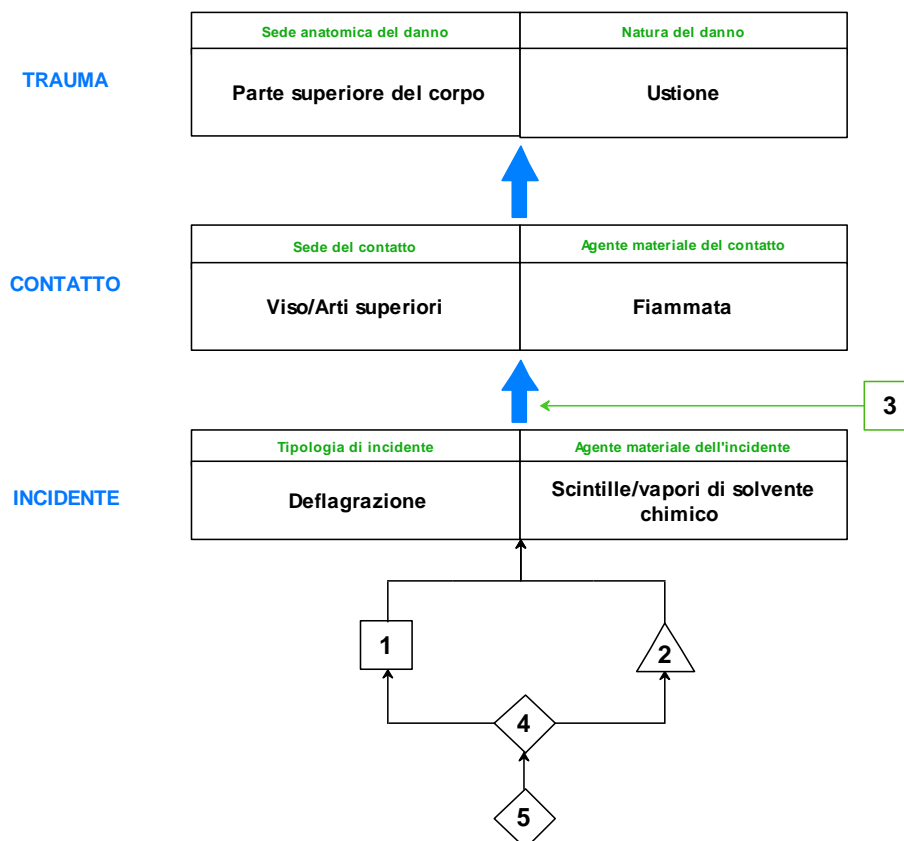 Sede anatomica del danno
Natura del danno
TRAUMA
Parte superiore del corpo
Ustione
Sede del contatto
Agente materiale del contatto
CONTATTO
Viso/Arti superiori
Fiammata
3
Tipologia di incidente
Agente materiale dell'incidente
INCIDENTE
Deflagrazione
Scintille/vapori di solvente
chimico
1
2
4
5